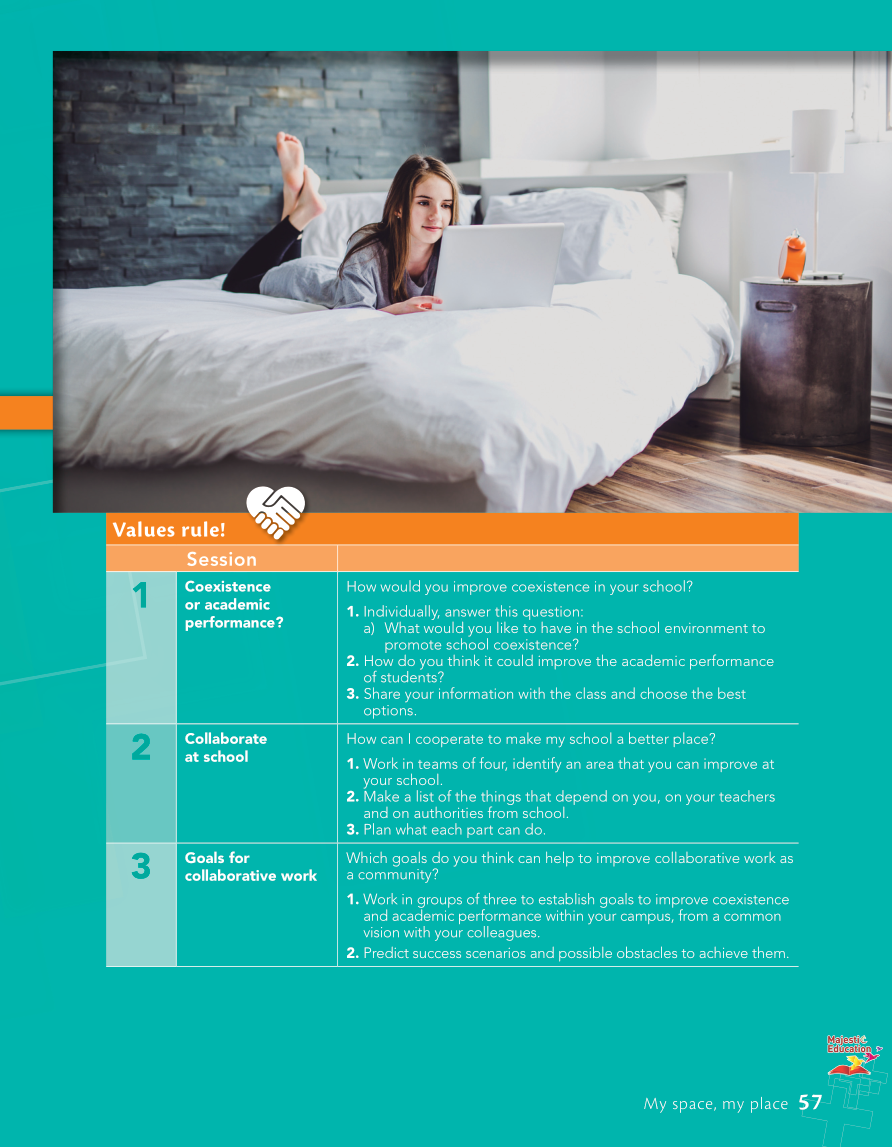 Values rule!
Session
1
Coexistence
or academic
performance?
How would you improve coexistence in your school?
1. Individually, answer this question:
a) What would you like to have in the school environment to
promote school coexistence?
2. How do you think it could improve the academic performance
of students?
3. Share your information with the class and choose the best
options.
2
Collaborate
at school
How can I cooperate to make my school a better place?
1. Work in teams of four, identify an area that you can improve at
your school.
2. Make a list of the things that depend on you, on your teachers
and on authorities from school.
3. Plan what each part can do.
3
Goals for
collaborative work
Which goals do you think can help to improve collaborative work as
a community?
1. Work in groups of three to establish goals to improve coexistence
and academic performance within your campus, from a common
vision with your colleagues.
2. Predict success scenarios and possible obstacles to achieve them.
Majestic
Education
My space, my place 57